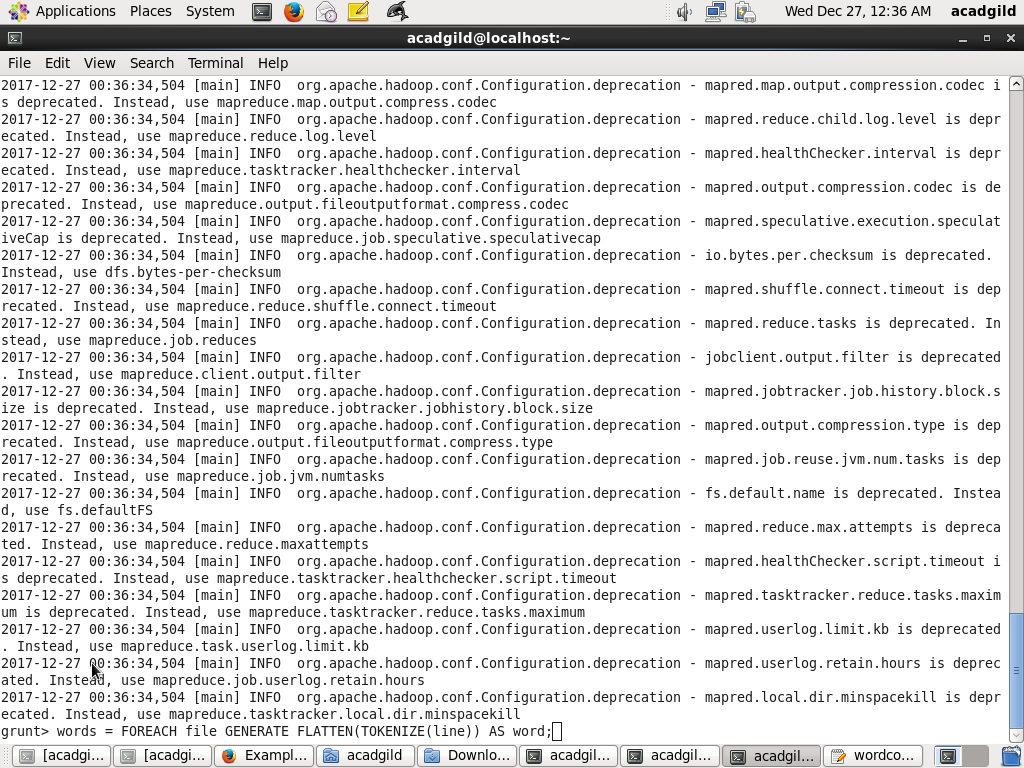 Applications Places System Wed Dec 27, 12:36 AM acadgild
acadgild@localhost:~
File Edit View Search Terminal Help
2017-12-27 00:36:34,504 [main] INFO  org.apache.hadoop.conf.Configuration.deprecation - mapred.map.output.compression.codec i
s deprecated. Instead, use mapreduce.map.output.compress.codec
2017-12-27 00:36:34,504 [main] INFO  org.apache.hadoop.conf.Configuration.deprecation - mapred.reduce.child.log.level is depr
ecated. Instead, use mapreduce.reduce.log.level
2017-12-27 00:36:34,504 [main] INFO  org.apache.hadoop.conf.Configuration.deprecation - mapred.healthChecker.interval is depr
ecated. Instead, use mapreduce.tasktracker.healthchecker.interval
2017-12-27 00:36:34,504 [main] INFO  org.apache.hadoop.conf.Configuration.deprecation - mapred.output.compression.codec is de
precated. Instead, use mapreduce.output.fileoutputformat.compress.codec
2017-12-27 00:36:34,504 [main] INFO  org.apache.hadoop.conf.Configuration.deprecation - mapred.speculative.execution.speculat
iveCap is deprecated. Instead, use mapreduce.job.speculative.speculativecap
2017-12-27 00:36:34,504 [main] INFO  org.apache.hadoop.conf.Configuration.deprecation - io.bytes.per.checksum is deprecated.
Instead, use dfs.bytes-per-checksum
2017-12-27 00:36:34,504 [main] INFO  org.apache.hadoop.conf.Configuration.deprecation - mapred.shuffle.connect.timeout is dep
recated. Instead, use mapreduce.reduce.shuffle.connect.timeout
2017-12-27 00:36:34,504 [main] INFO  org.apache.hadoop.conf.Configuration.deprecation - mapred.reduce.tasks is deprecated. In
stead, use mapreduce.job.reduces
2017-12-27 00:36:34,504 [main] INFO  org.apache.hadoop.conf.Configuration.deprecation - jobclient.output.filter is deprecated
. Instead, use mapreduce.client.output.filter
2017-12-27 00:36:34,504 [main] INFO  org.apache.hadoop.conf.Configuration.deprecation - mapred.jobtracker.job.history.block.s
ize is deprecated. Instead, use mapreduce.jobtracker.jobhistory.block.size
2017-12-27 00:36:34,504 [main] INFO  org.apache.hadoop.conf.Configuration.deprecation - mapred.output.compression.type is dep
recated. Instead, use mapreduce.output.fileoutputformat.compress.type
2017-12-27 00:36:34,504 [main] INFO  org.apache.hadoop.conf.Configuration.deprecation - mapred.job.reuse.jvm.num.tasks is dep
recated. Instead, use mapreduce.job.jvm.numtasks
2017-12-27 00:36:34,504 [main] INFO  org.apache.hadoop.conf.Configuration.deprecation - fs.default.name is deprecated. Instea
d, use fs.defaultFS
2017-12-27 00:36:34,504 [main] INFO  org.apache.hadoop.conf.Configuration.deprecation - mapred.reduce.max.attempts is depreca
ted. Instead, use mapreduce.reduce.maxattempts
2017-12-27 00:36:34,504 [main] INFO  org.apache.hadoop.conf.Configuration.deprecation - mapred.healthChecker.script.timeout i
s deprecated. Instead, use mapreduce.tasktracker.healthchecker.script.timeout
2017-12-27 00:36:34,504 [main] INFO  org.apache.hadoop.conf.Configuration.deprecation - mapred.tasktracker.reduce.tasks.maxim
um is deprecated. Instead, use mapreduce.tasktracker.reduce.tasks.maximum
2017-12-27 00:36:34,504 [main] INFO  org.apache.hadoop.conf.Configuration.deprecation - mapred.userlog.limit.kb is deprecated
. Instead, use mapreduce.task.userlog.limit.kb
2017-12-27 00:36:34,504 [main] INFO  org.apache.hadoop.conf.Configuration.deprecation - mapred.userlog.retain.hours is deprec
ated. Instead, use mapreduce.job.userlog.retain.hours
2017-12-27 00:36:34,504 [main] INFO  org.apache.hadoop.conf.Configuration.deprecation - mapred.local.dir.minspacekill is depr
ecated. Instead, use mapreduce.tasktracker.local.dir.minspacekill
grunt> words = FOREACH file GENERATE FLATTEN(TOKENIZE(line)) AS word;
[acadgi... [acadgi... Exampl... acadgild Downlo... acadgil... acadgil... acadgil... wordco...